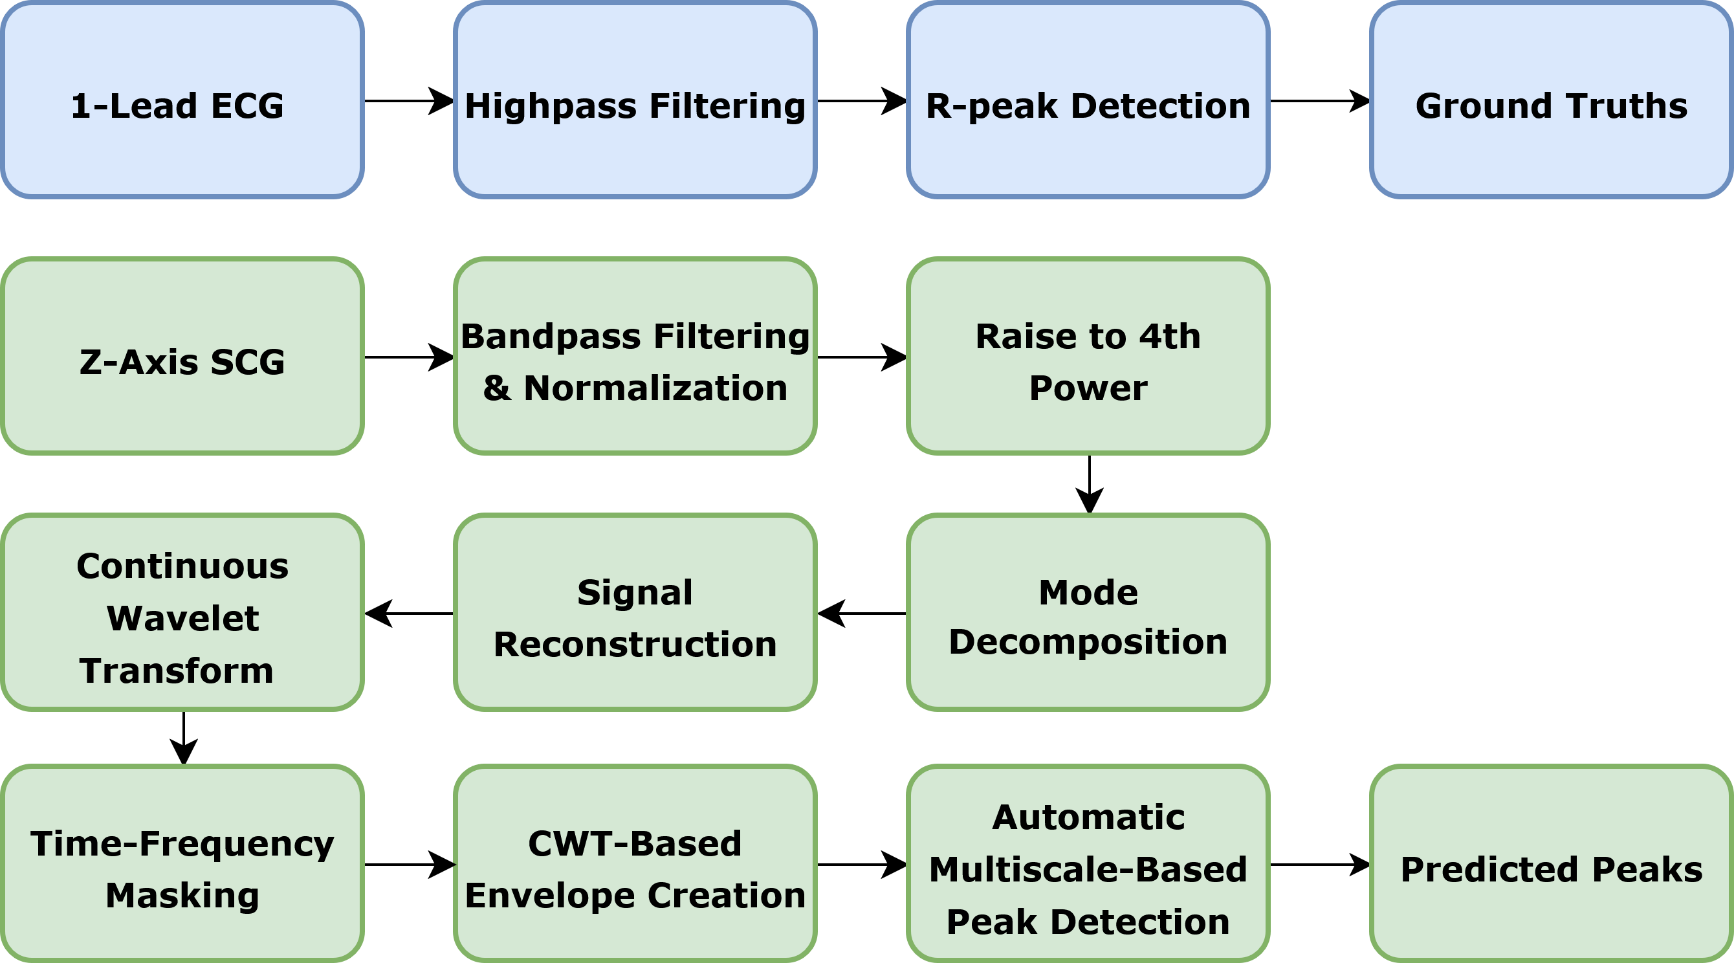 1-Lead ECG
Highpass Filtering
R-peak Detection
Ground Truths
Z-Axis SCG
Bandpass Filtering
& Normalization
Raise to 4th
Power
Mode
Decomposition
Signal
Reconstruction
Continuous
Wavelet
Transform
Time-Frequency
Masking
CWT-Based
Envelope Creation
Automatic
Multiscale-Based
Peak Detection
Predicted Peaks